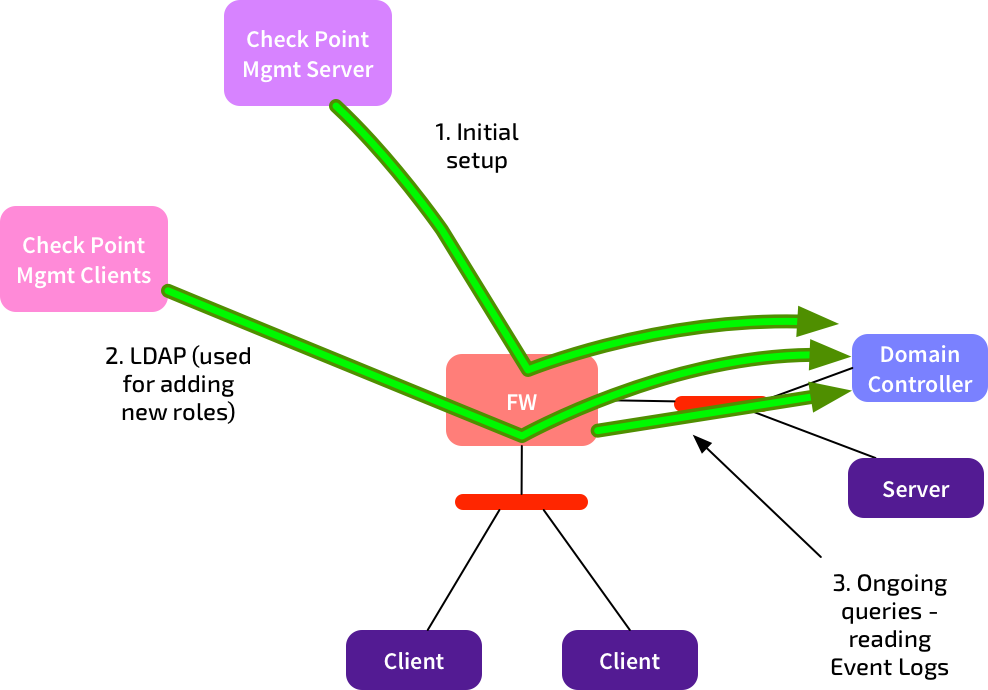 Check Point
Mgmt Server
1. Initial
setup
Check Point
Mgmt Clients
2. LDAP (used
for adding
new roles)
FW
Domain
Controller
Server
3. Ongoing
queries -
reading
Event Logs
Client
Client